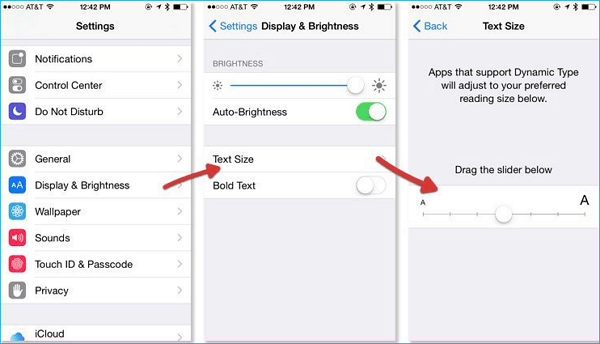 AT&T 12:42 PM
Settings
Notifications
Control Center
Do Not Disturb
General
Display & Brightness
Wallpaper
Sounds
Touch ID & Passcode
Privacy
iCloud
AT&T 12:42 PM
Settings Display & Brightness
BRIGHTNESS
Auto-Brightness
Text Size
Bold Text
AT&T 12:42 PM
Back Text Size
Apps that support Dynamic Type
will adjust to your preferred
reading size below.
Drag the slider below
A A